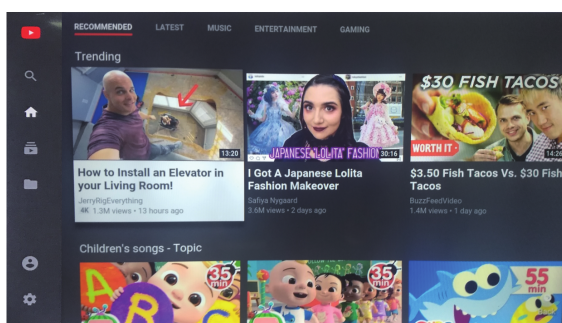 RECOMMENDED LATEST MUSIC ENTERTAINMENT GAMING
Trending
13:20
JAPANESE 'LOLITA' FASHION
30:16
$30 FISH TACOS
WORTH IT
14:26
How to Install an Elevator in
your Living Room!
JerryRigEverything
4K 1.3M views • 13 hours ago
I Got A Japanese Lolita
Fashion Makeover
Safiya Nygaard
3.6M views • 2 days ago
$3.50 Fish Tacos Vs. $30 Fish
Tacos
BuzzFeedVideo
1.4M views • 1 day ago
Children's songs - Topic
A B
35
min
35
min
55
min